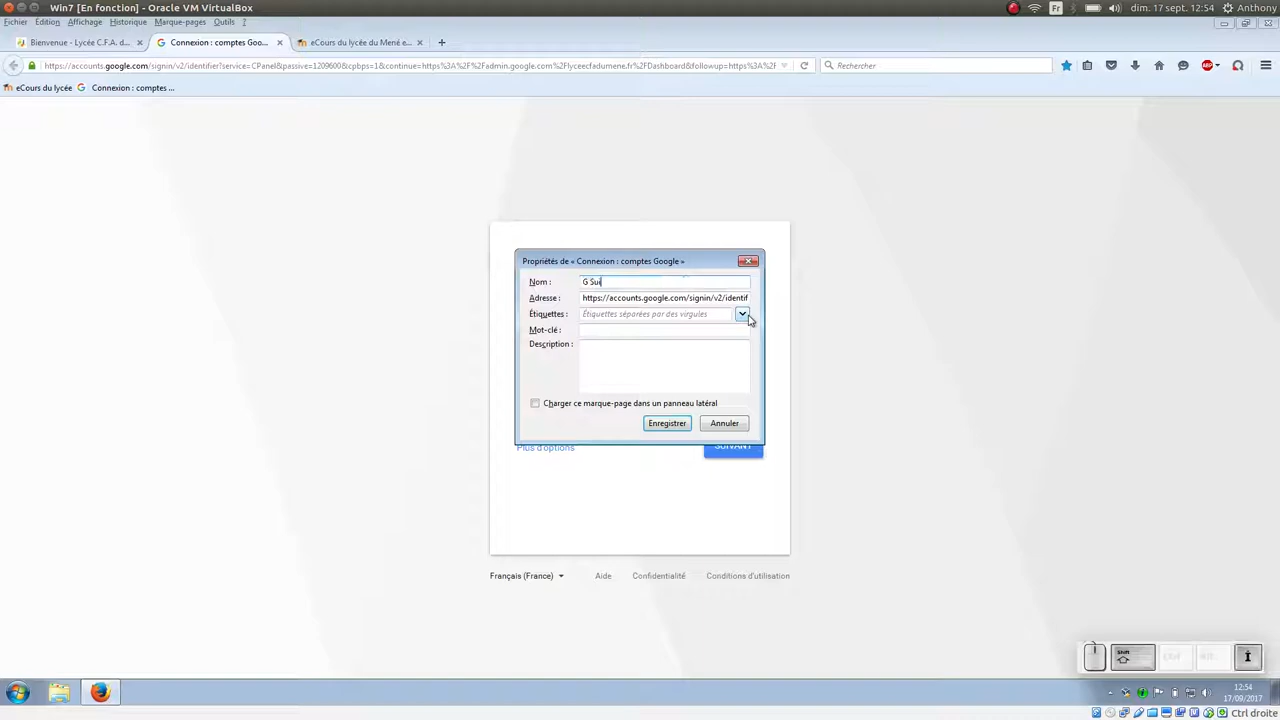 Win7 [En fonction] - Oracle VM VirtualBox
Fr
dim. 17 sept. 12:54
Anthony
Fichier Édition Affichage Historique Marque-pages Outils ?
Bienvenue - Lycée C.F.A. d...
Connexion : comptes Goo...
eCours du lycée du Mené e...
https://accounts.google.com/signin/v2/identifier?service=CPanel&passive=1209600&cpbps=1&continue=https%3A%2F%2Fadmin.google.com%2Flyceecfadumene.fr%2FDashboard&followup=https%3A%2F
Rechercher
ABP
eCours du lycée
Connexion : comptes ...
Propriétés de « Connexion : comptes Google »
Nom : G Sui
Adresse : https://accounts.google.com/signin/v2/identif
Étiquettes : Étiquettes séparées par des virgules
Mot-clé :
Description :
Charger ce marque-page dans un panneau latéral
Enregistrer
Annuler
Plus d'options
SUIVANT
Français (France)
Aide
Confidentialité
Conditions d'utilisation
Shift
i
12:54
17/09/2017
Ctrl droite